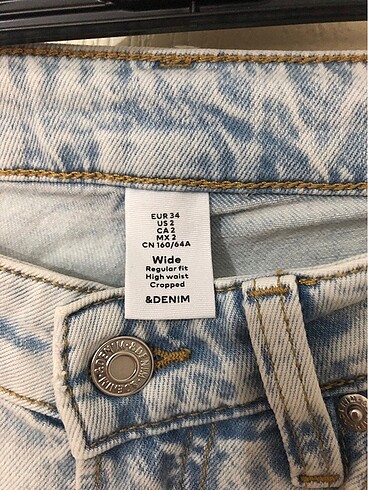 EUR 34
US 2
CA 2
MX 2
CN 160/64A
Wide
Regular fit
High waist
Cropped
&DENIM